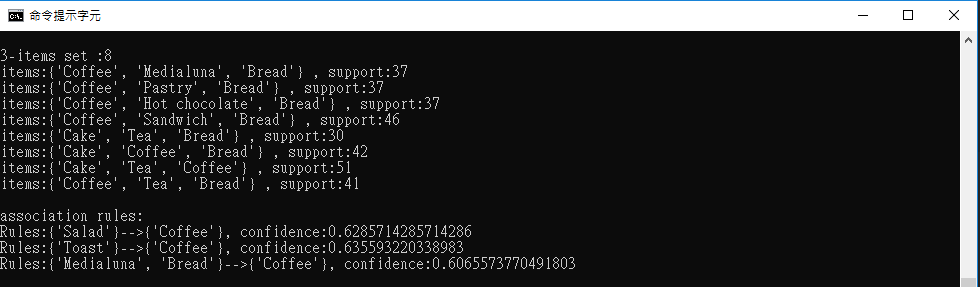 命令提示字元
3-items set :8
items:{'Coffee', 'Medialuna', 'Bread'} , support:37
items:{'Coffee', 'Pastry', 'Bread'} , support:37
items:{'Coffee', 'Hot chocolate', 'Bread'} , support:37
items:{'Coffee', 'Sandwich', 'Bread'} , support:46
items:{'Cake', 'Tea', 'Bread'} , support:30
items:{'Cake', 'Coffee', 'Bread'} , support:42
items:{'Cake', 'Tea', 'Coffee'} , support:51
items:{'Coffee', 'Tea', 'Bread'} , support:41
association rules:
Rules:{'Salad'}-->{'Coffee'}, confidence:0.6285714285714286
Rules:{'Toast'}-->{'Coffee'}, confidence:0.635593220338983
Rules:{'Medialuna', 'Bread'}-->{'Coffee'}, confidence:0.6065573770491803